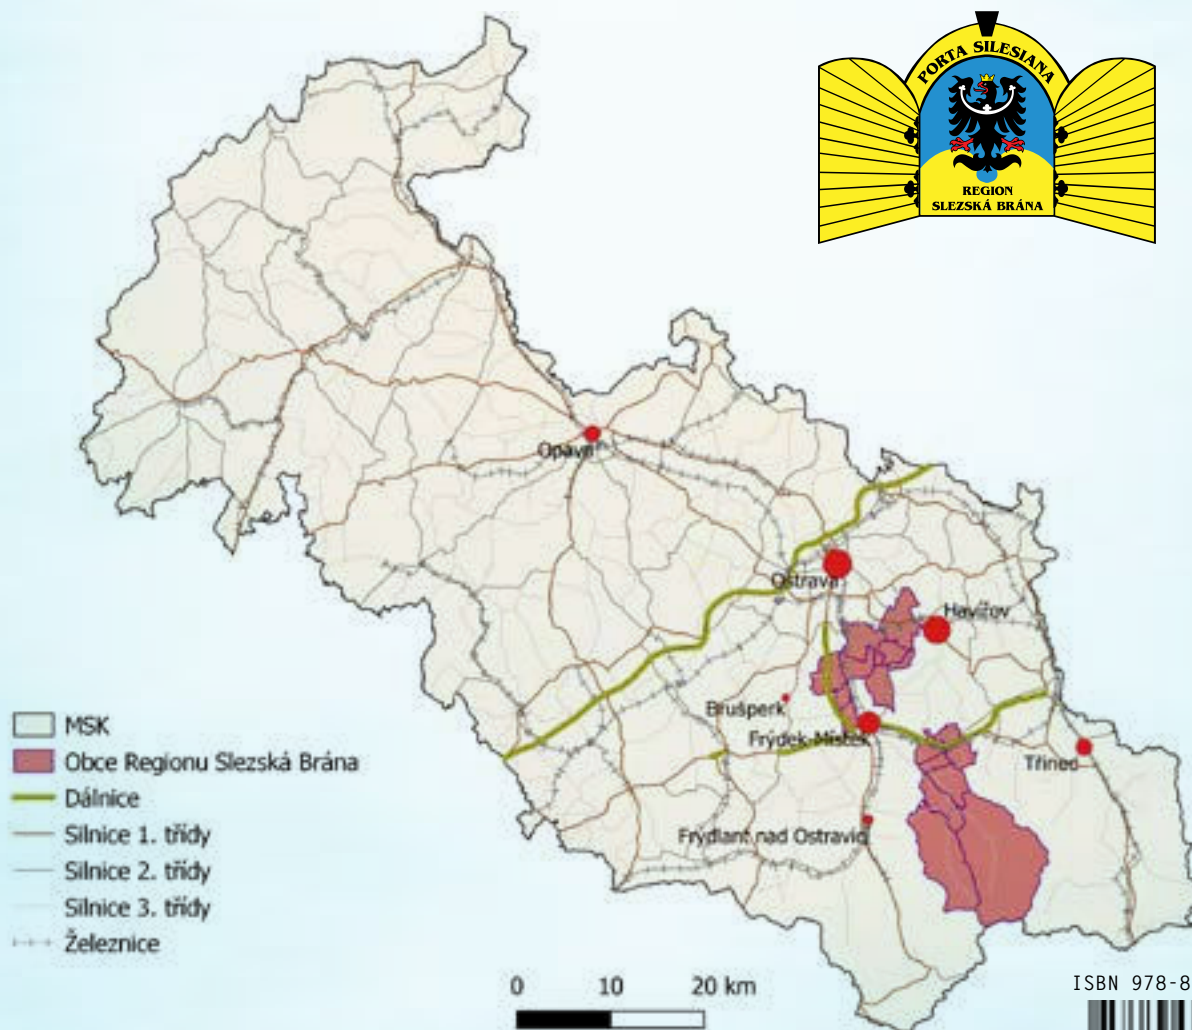 PORTA SILESIANA
REGION
SLEZSKÁ BRÁNA
Opava
Ostrava
Havířov
Brušperk
Frýdek-Místek
Třinec
Frýdlant nad Ostravicí
MSK
Obce Regionu Slezská Brána
Dálnice
Silnice 1. třídy
Silnice 2. třídy
Silnice 3. třídy
Železnice
0 10 20 km
ISBN 978-8